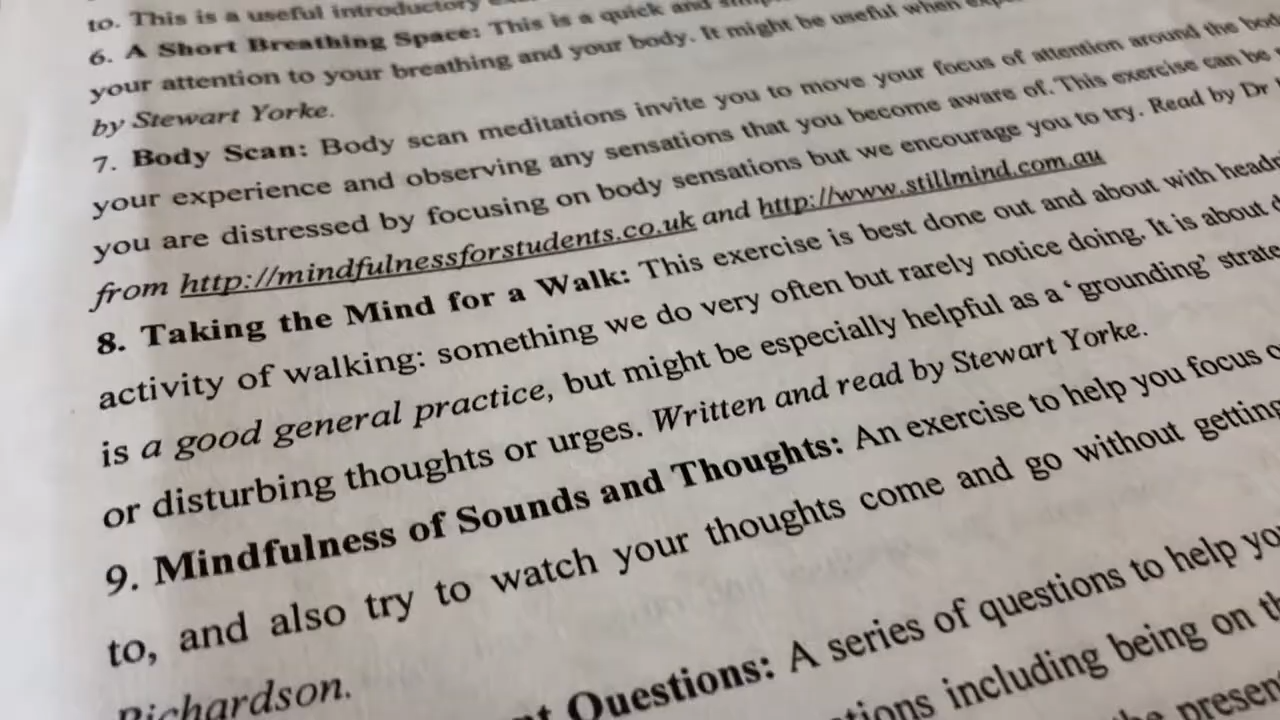 to. This is a useful introductory
6. A Short Breathing Space: This is a quick and
your attention to your breathing and your body. It might be useful when
by Stewart Yorke.
7. Body Scan: Body scan meditations invite you to move your focus of attention around the
your experience and observing any sensations that you become aware of. This exercise can be
you are distressed by focusing on body sensations but we encourage you to try. Read by Dr
from http://mindfulnessforstudents.co.uk and http://www.stillmind.com.au
8. Taking the Mind for a Walk: This exercise is best done out and about with
activity of walking: something we do very often but rarely notice doing. It is about
is a good general practice, but might be especially helpful as a ‘grounding’
or disturbing thoughts or urges. Written and read by Stewart Yorke.
9. Mindfulness of Sounds and Thoughts: An exercise to help you focus
to, and also try to watch your thoughts come and go without getting
Richardson.
Questions: A series of questions to help
including being on
the